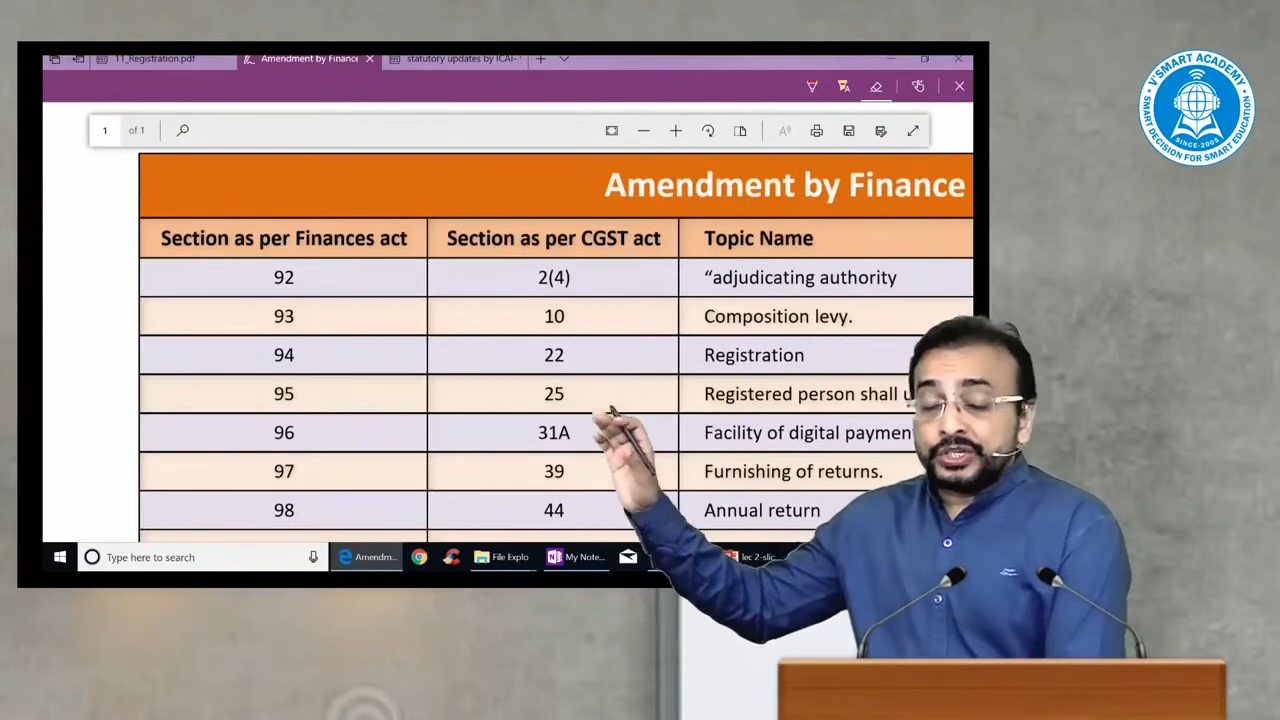 11_Registration.pdf
Amendment by Finance
statutory updates by ICAI-
1 of 1
Amendment by Finance
Section as per Finances act Section as per CGST act Topic Name
92 2(4) “adjudicating authority
93 10 Composition levy.
94 22 Registration
95 25 Registered person shall u
96 31A Facility of digital paymen
97 39 Furnishing of returns.
98 44 Annual return
Type here to search
Amendm...
File Explo
My Note...
lec 2-slic...
V'SMART ACADEMY
SINCE-2005
SMART DECISION FOR SMART EDUCATION